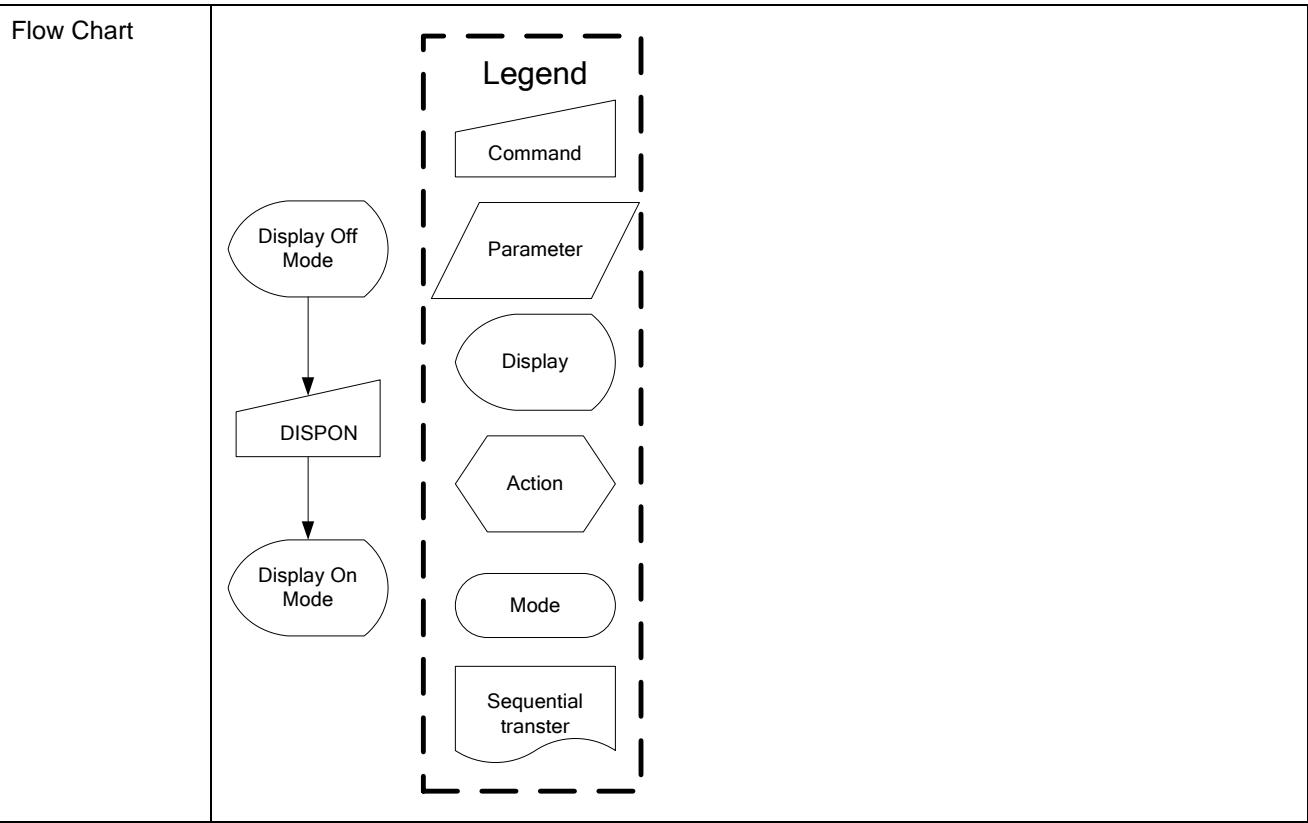 Flow Chart
Display Off
Mode
DISPON
Display On
Mode
Legend
Command
Parameter
Display
Action
Mode
Sequential
transter